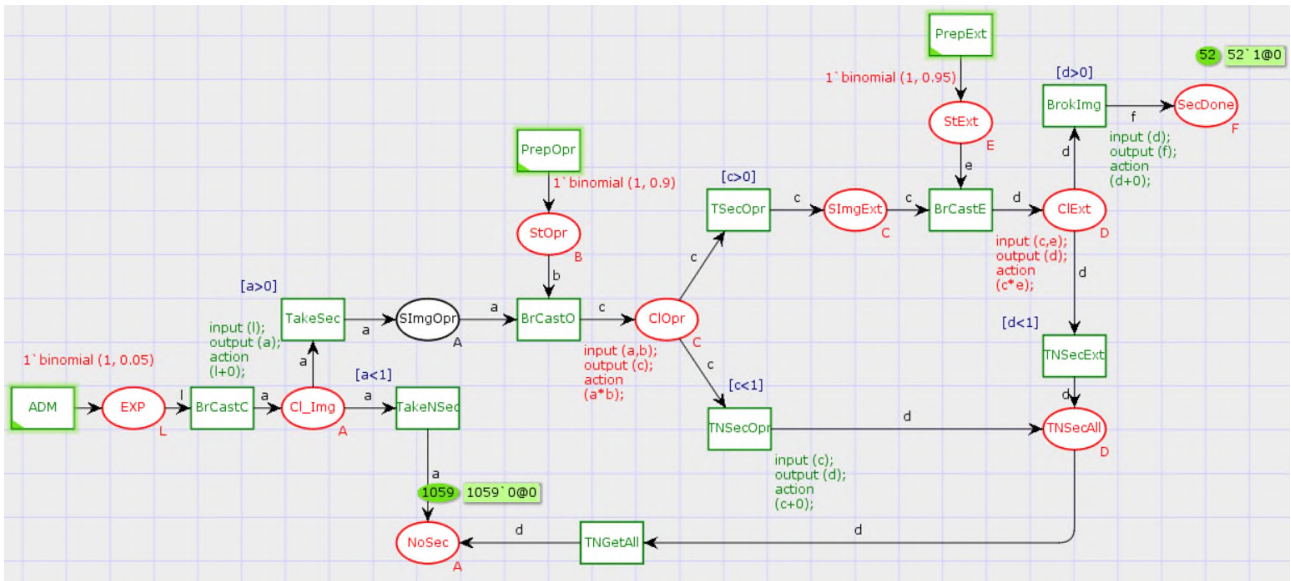 PrepExt
52 52`1@0
1`binomial (1, 0.95)
[d>0]
BrokImg
f
SecDone
F
StExt
E
input (d);
output (f);
action
(d+0);
d
PrepOpr
e
1`binomial (1, 0.9)
[c>0]
TSecOpr
c
SImgExt
C
c
BrCastE
d
ClExt
D
StOpr
B
input (c,e);
output (d);
action
(c*e);
c
b
d
[a>0]
TakeSec
a
SImgOpr
A
a
BrCastO
c
ClOpr
C
[d<1]
TNSecExt
input (l);
output (a);
action
(l+0);
input (a,b);
output (c);
action
(a*b);
c
1`binomial (1, 0.05)
a
[a<1]
[c<1]
d
ADM
EXP
L
l
BrCastC
a
Cl_Img
A
a
TakeNSec
TNSecOpr
d
TNSecAll
D
input (c);
output (d);
action
(c+0);
a
1059 1059`0@0
NoSec
A
d
TNGetAll
d